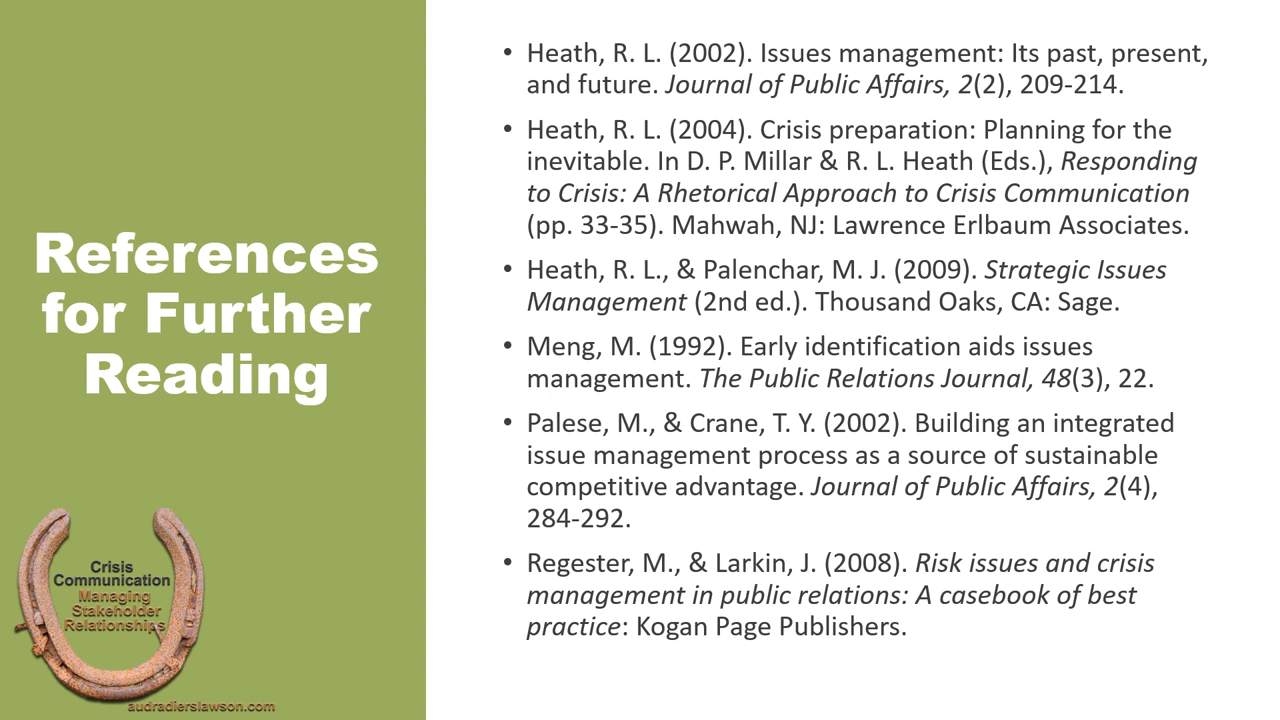 References
for Further
Reading
• Heath, R. L. (2002). Issues management: Its past, present,
and future. Journal of Public Affairs, 2(2), 209-214.
• Heath, R. L. (2004). Crisis preparation: Planning for the
inevitable. In D. P. Millar & R. L. Heath (Eds.), Responding
to Crisis: A Rhetorical Approach to Crisis Communication
(pp. 33-35). Mahwah, NJ: Lawrence Erlbaum Associates.
• Heath, R. L., & Palenchar, M. J. (2009). Strategic Issues
Management (2nd ed.). Thousand Oaks, CA: Sage.
• Meng, M. (1992). Early identification aids issues
management. The Public Relations Journal, 48(3), 22.
• Palese, M., & Crane, T. Y. (2002). Building an integrated
issue management process as a source of sustainable
competitive advantage. Journal of Public Affairs, 2(4),
284-292.
• Regester, M., & Larkin, J. (2008). Risk issues and crisis
management in public relations: A casebook of best
practice: Kogan Page Publishers.
Crisis
Communication
Managing
Stakeholder
Relationships
audradierslawson.com